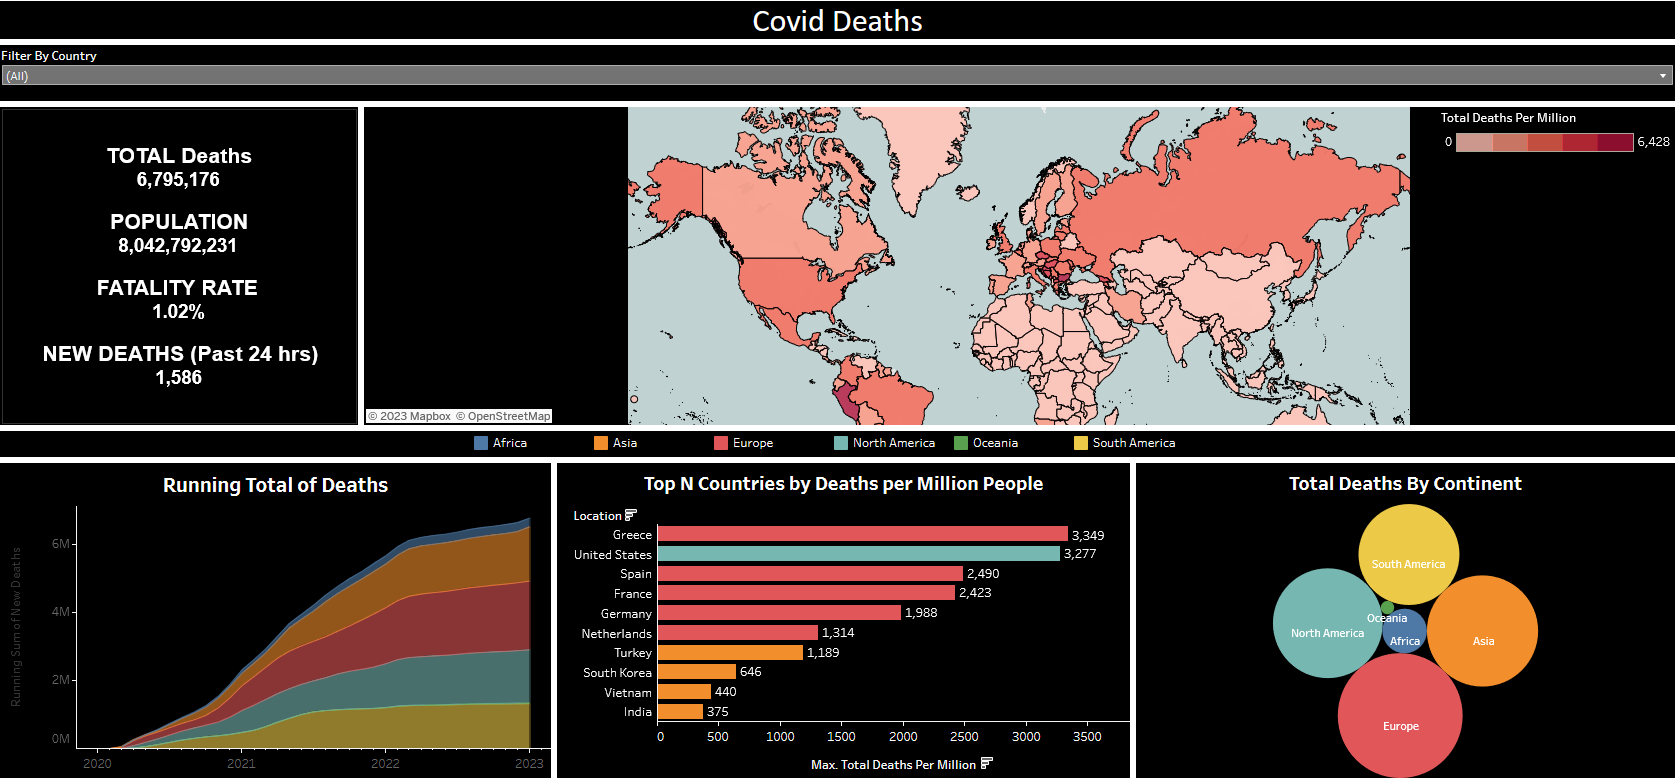 Covid Deaths
Filter By Country
(All)
TOTAL Deaths
6,795,176
POPULATION
8,042,792,231
FATALITY RATE
1.02%
NEW DEATHS (Past 24 hrs)
1,586
© 2023 Mapbox © OpenStreetMap
Total Deaths Per Million
0 6,428
Africa Asia Europe North America Oceania South America
Running Total of Deaths
Running Sum of New Deaths
6M
4M
2M
0M
2020 2021 2022 2023
Top N Countries by Deaths per Million People
Location
Greece 3,349
United States 3,277
Spain 2,490
France 2,423
Germany 1,988
Netherlands 1,314
Turkey 1,189
South Korea 646
Vietnam 440
India 375
0 500 1000 1500 2000 2500 3000 3500
Max. Total Deaths Per Million
Total Deaths By Continent
South America
Oceania
North America
Africa
Asia
Europe